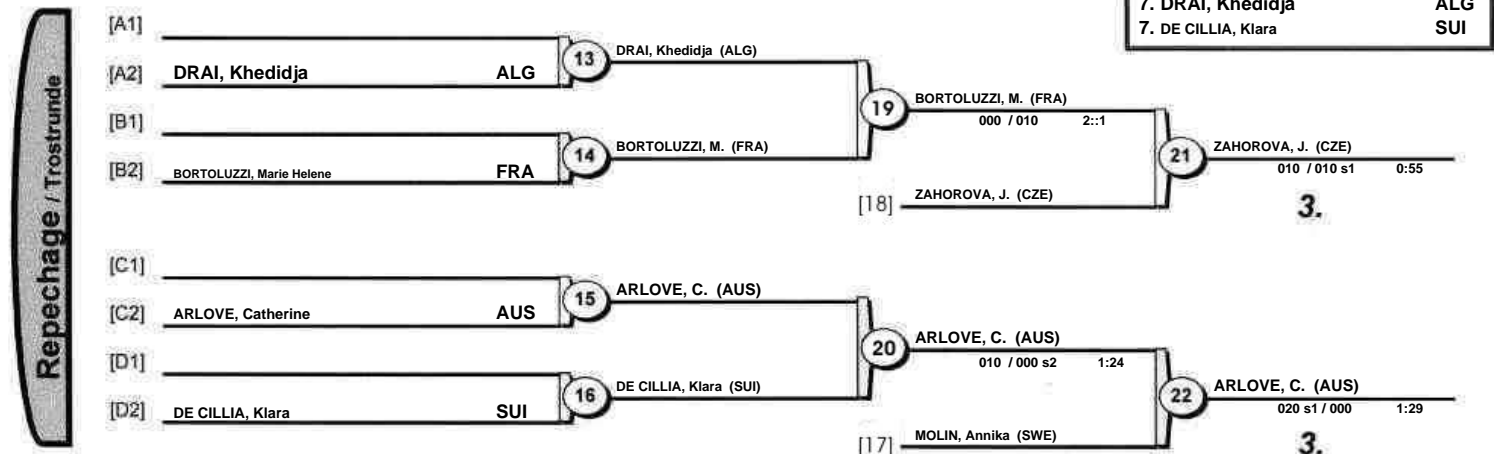 7. DRAI, Khedidja ALG
7. DE CILLIA, Klara SUI
Repechage / Trostrunde
[A1]
[A2] DRAI, Khedidja ALG
13
DRAI, Khedidja (ALG)
[B1]
[B2] BORTOLUZZI, Marie Helene FRA
14
BORTOLUZZI, M. (FRA)
19
BORTOLUZZI, M. (FRA)
000 / 010 2::1
[18] ZAHOROVA, J. (CZE)
21
ZAHOROVA, J. (CZE)
010 / 010 s1 0:55
3.
[C1]
[C2] ARLOVE, Catherine AUS
15
ARLOVE, C. (AUS)
[D1]
[D2] DE CILLIA, Klara SUI
16
DE CILLIA, Klara (SUI)
20
ARLOVE, C. (AUS)
010 / 000 s2 1:24
[17] MOLIN, Annika (SWE)
22
ARLOVE, C. (AUS)
020 s1 / 000 1:29
3.